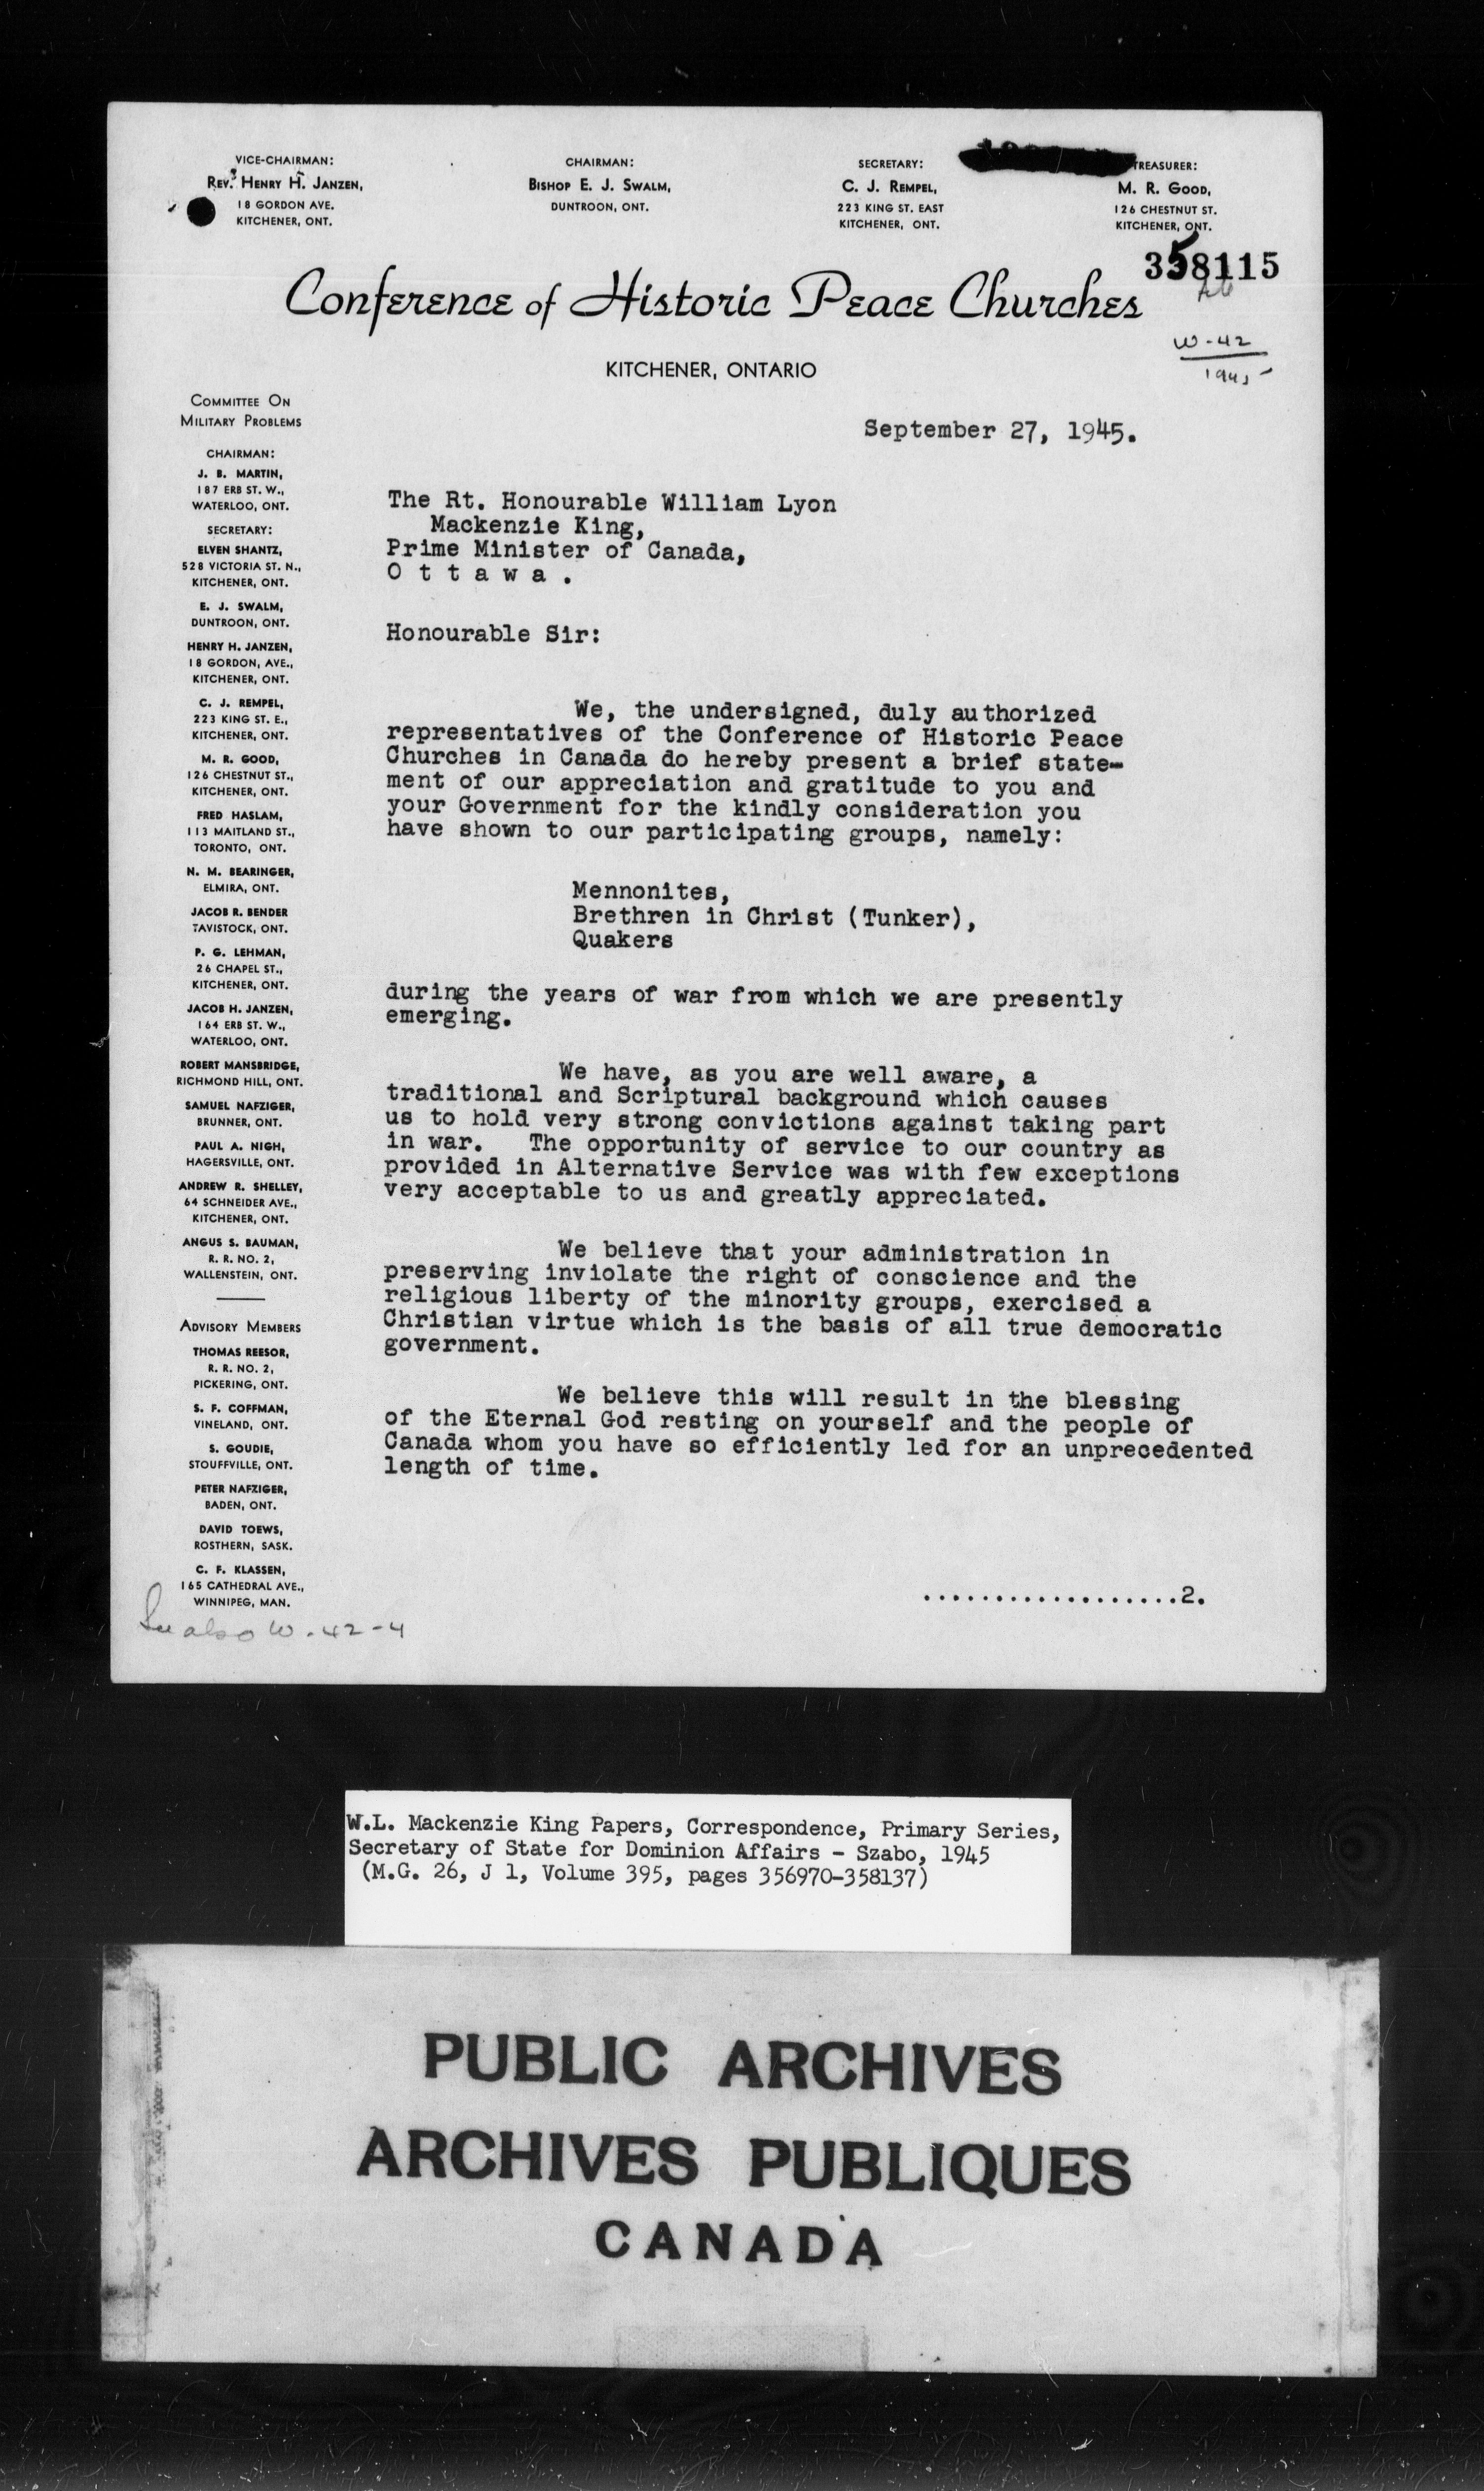 VICE-CHAIRMAN:
REV. HENRY H. JANZEN,
18 GORDON AVE.
KITCHENER, ONT.
CHAIRMAN:
BISHOP E. J. SWALM,
DUNTROON, ONT.
SECRETARY:
C. J. REMPEL,
223 KING ST. EAST
KITCHENER, ONT.
TREASURER:
M. R. GOOD,
126 CHESTNUT ST.
KITCHENER, ONT.
358115
Conference of Historic Peace Churches
W-42
1945
KITCHENER, ONTARIO
COMMITTEE ON
MILITARY PROBLEMS
CHAIRMAN:
J. B. MARTIN,
187 ERB ST. W.,
WATERLOO, ONT.
SECRETARY:
ELVEN SHANTZ,
528 VICTORIA ST. N.,
KITCHENER, ONT.
E. J. SWALM,
DUNTROON, ONT.
HENRY H. JANZEN,
18 GORDON, AVE.,
KITCHENER, ONT.
C. J. REMPEL,
223 KING ST. E.,
KITCHENER, ONT.
M. R. GOOD,
126 CHESTNUT ST.,
KITCHENER, ONT.
FRED HASLAM,
113 MAITLAND ST.,
TORONTO, ONT.
N. M. BEARINGER,
ELMIRA, ONT.
JACOB R. BENDER
TAVISTOCK, ONT.
P. G. LEHMAN,
26 CHAPEL ST.,
KITCHENER, ONT.
JACOB H. JANZEN,
164 ERB ST. W.,
WATERLOO, ONT.
ROBERT MANSBRIDGE,
RICHMOND HILL, ONT.
SAMUEL NAFZIGER,
BRUNNER, ONT.
PAUL A. NIGH,
HAGERSVILLE, ONT.
ANDREW R. SHELLEY,
64 SCHNEIDER AVE.,
KITCHENER, ONT.
ANGUS S. BAUMAN,
R. R. NO. 2,
WALLENSTEIN, ONT.
ADVISORY MEMBERS
THOMAS REESOR,
R. R. NO. 2,
PICKERING, ONT.
S. F. COFFMAN,
VINELAND, ONT.
S. GOUDIE,
STOUFFVILLE, ONT.
PETER NAFZIGER,
BADEN, ONT.
DAVID TOEWS,
ROSTHERN, SASK.
C. F. KLASSEN,
165 CATHEDRAL AVE.,
WINNIPEG, MAN.
September 27, 1945.
The Rt. Honourable William Lyon
Mackenzie King,
Prime Minister of Canada,
O t t a w a .
Honourable Sir:
We, the undersigned, duly authorized
representatives of the Conference of Historic Peace
Churches in Canada do hereby present a brief state-
ment of our appreciation and gratitude to you and
your Government for the kindly consideration you
have shown to our participating groups, namely:
Mennonites,
Brethren in Christ (Tunker),
Quakers
during the years of war from which we are presently
emerging.
We have, as you are well aware, a
traditional and Scriptural background which causes
us to hold very strong convictions against taking part
in war. The opportunity of service to our country as
provided in Alternative Service was with few exceptions
very acceptable to us and greatly appreciated.
We believe that your administration in
preserving inviolate the right of conscience and the
religious liberty of the minority groups, exercised a
Christian virtue which is the basis of all true democratic
government.
We believe this will result in the blessing
of the Eternal God resting on yourself and the people of
Canada whom you have so efficiently led for an unprecedented
length of time.
...................2.
See also W-42-4
W.L. Mackenzie King Papers, Correspondence, Primary Series,
Secretary of State for Dominion Affairs - Szabo, 1945
(M.G. 26, J 1, Volume 395, pages 356970-358137)
PUBLIC ARCHIVES
ARCHIVES PUBLIQUES
CANADA